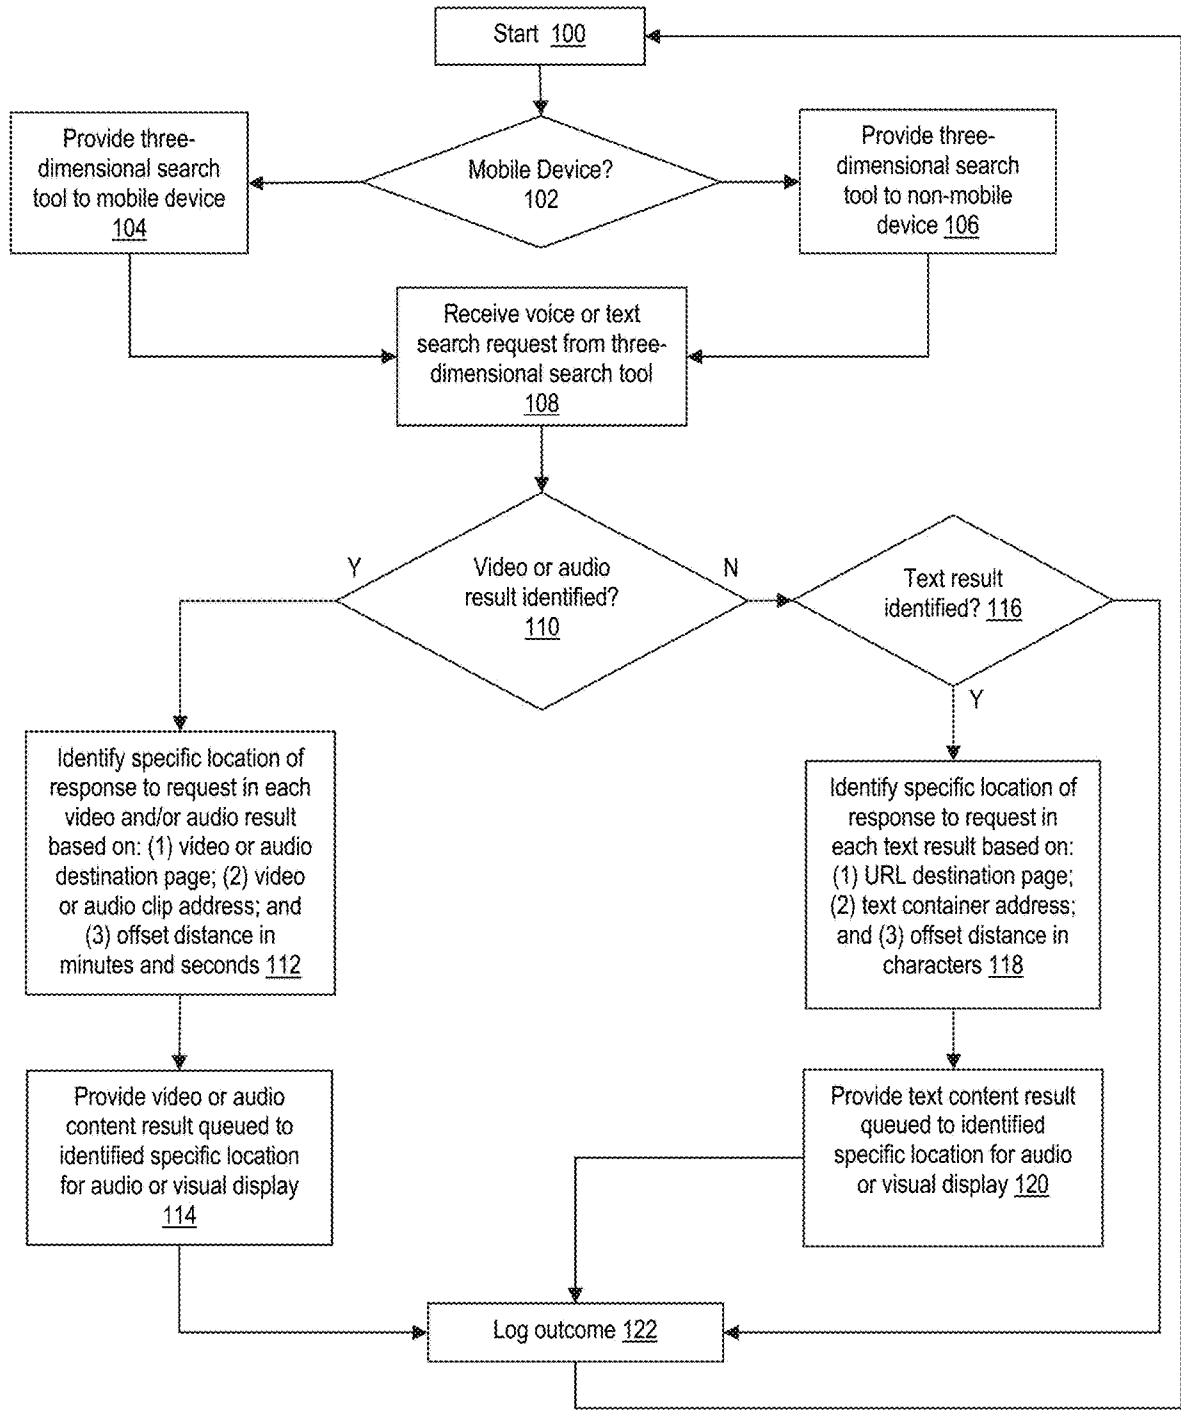 Start 100
Mobile Device?
102
Provide three-
dimensional search
tool to mobile device
104
Provide three-
dimensional search
tool to non-mobile
device 106
Receive voice or text
search request from three-
dimensional search tool
108
Y
Video or audio
result identified?
110
N
Text result
identified? 116
Y
Identify specific location of
response to request in each
video and/or audio result
based on: (1) video or audio
destination page; (2) video
or audio clip address; and
(3) offset distance in
minutes and seconds 112
Identify specific location of
response to request in
each text result based on:
(1) URL destination page;
(2) text container address;
and (3) offset distance in
characters 118
Provide video or audio
content result queued to
identified specific location
for audio or visual display
114
Provide text content result
queued to identified
specific location for audio
or visual display 120
Log outcome 122